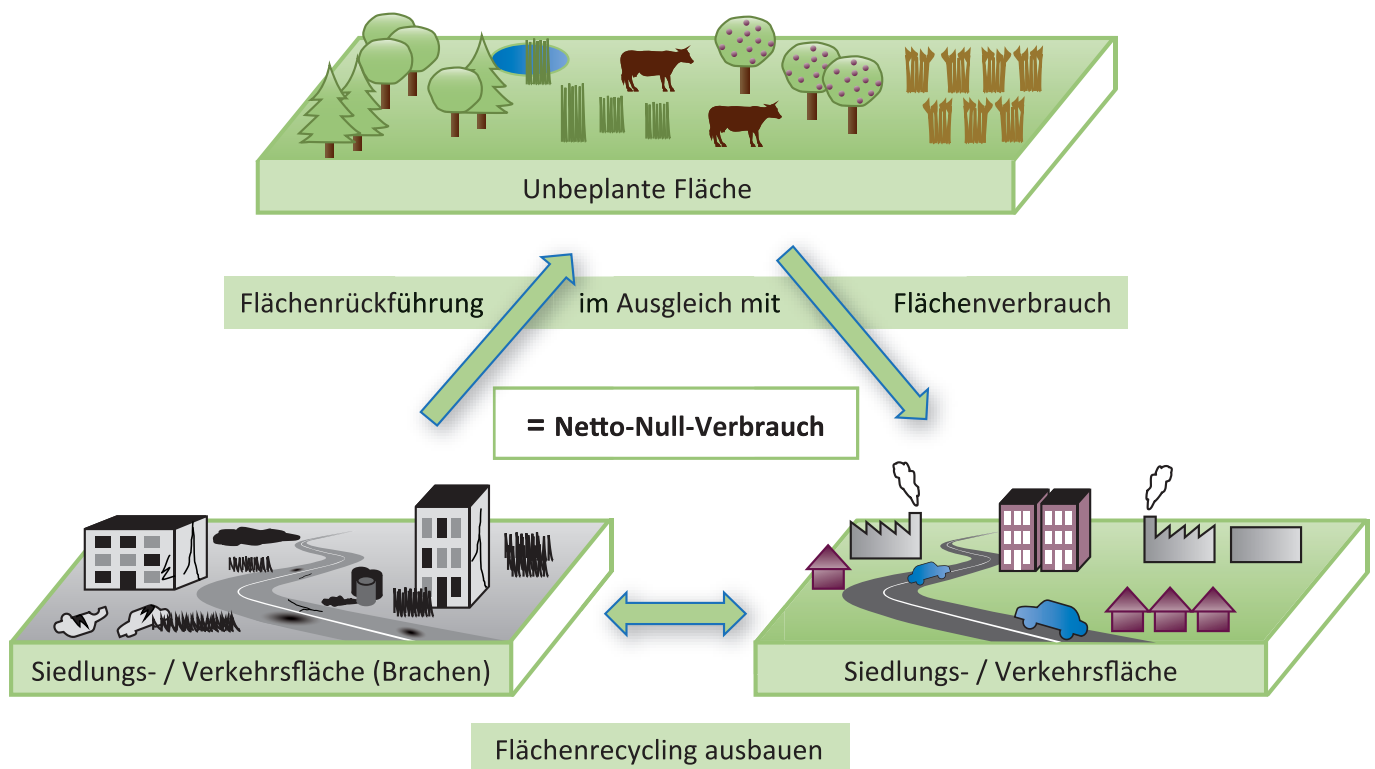 Unbeplante Fläche
Flächenrückführung im Ausgleich mit Flächenverbrauch
= Netto-Null-Verbrauch
Siedlungs- / Verkehrsfläche (Brachen)
Siedlungs- / Verkehrsfläche
Flächenrecycling ausbauen